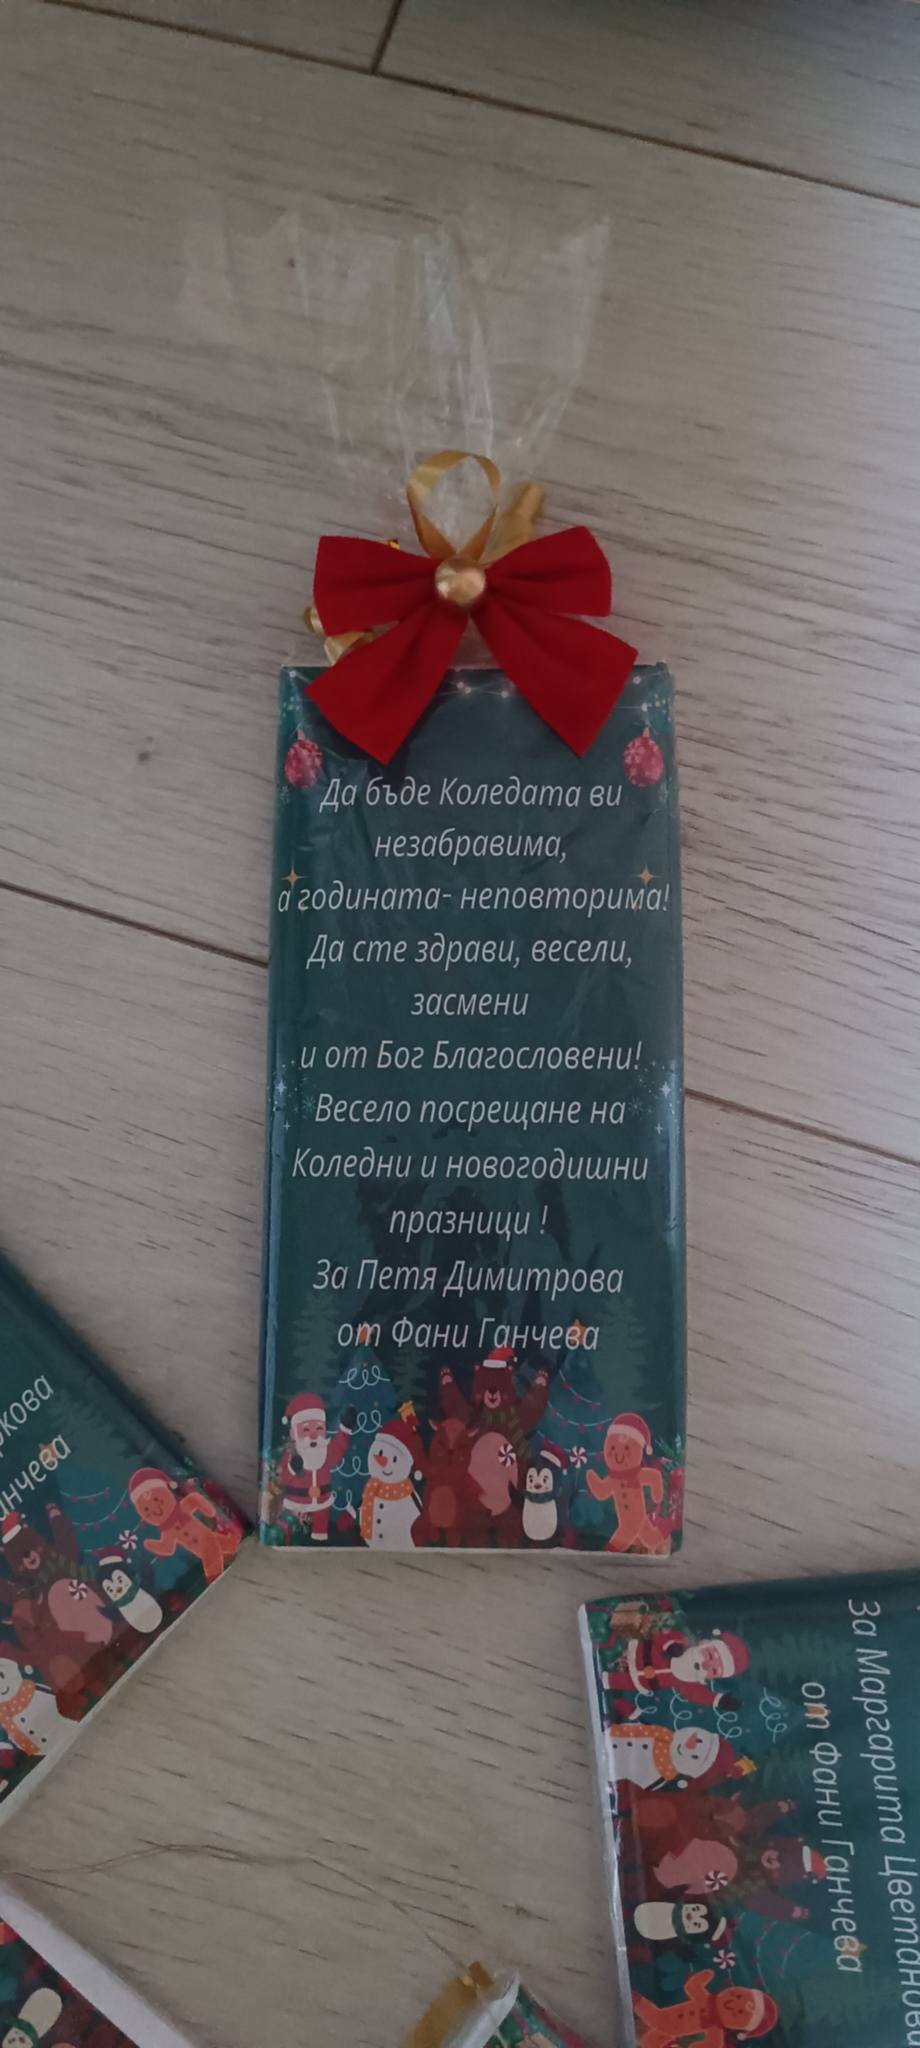 Да бъде Коледата ви
незабравима,
а годината- неповторима!
Да сте здрави, весели,
засмени
и от Бог Благословени!
Весело посрещане на
Коледни и новогодишни
празници !
За Петя Димитрова
от Фани Ганчева
За Маргарита
от Фани Ганчева